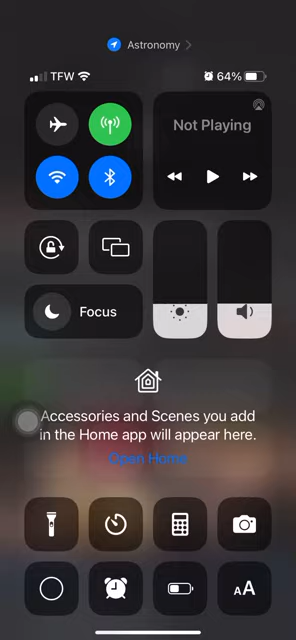 Astronomy
TFW
64%
Not Playing
Focus
Accessories and Scenes you add
in the Home app will appear here.
Open Home
AA